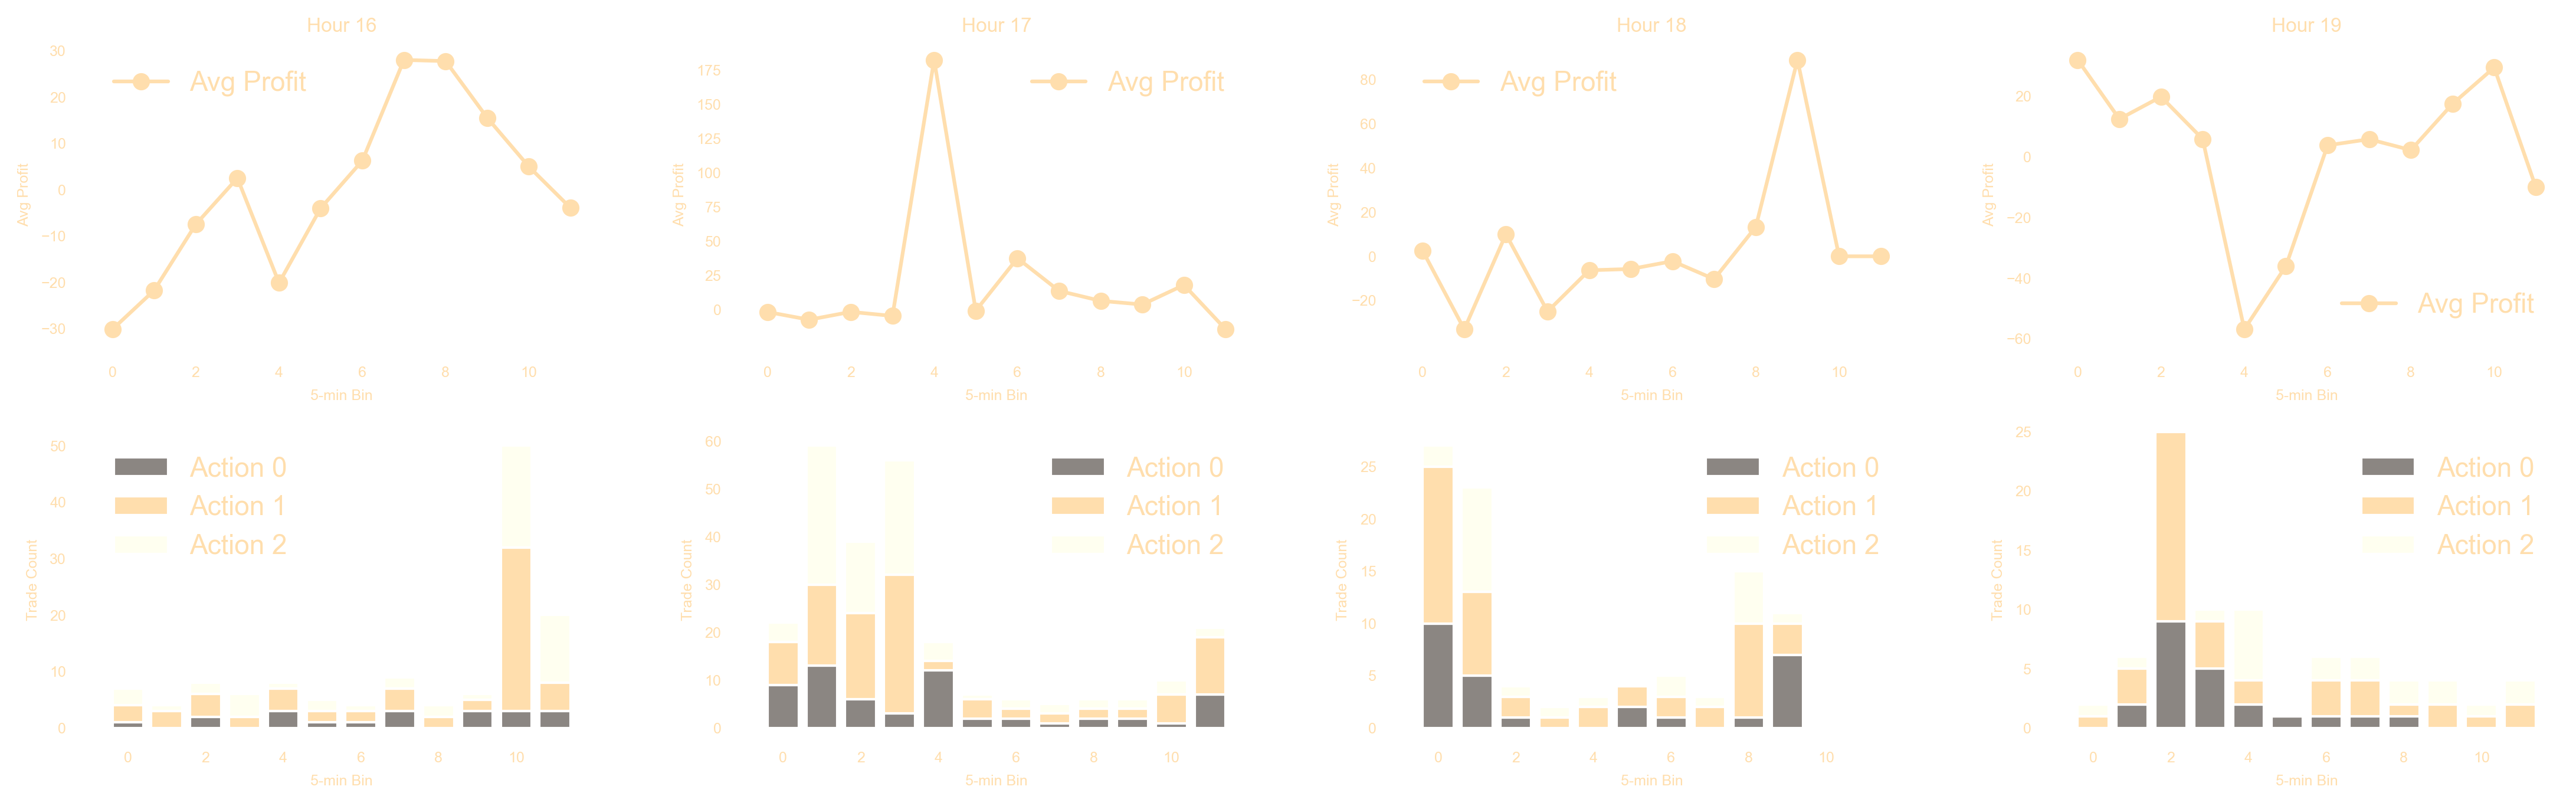 Hour 16
30
20
10
0
−10
−20
−30
Avg Profit
Avg Profit
0 2 4 6 8 10
5-min Bin
Hour 17
175
150
125
100
75
50
25
0
Avg Profit
Avg Profit
0 2 4 6 8 10
5-min Bin
Hour 18
80
60
40
20
0
−20
Avg Profit
Avg Profit
0 2 4 6 8 10
5-min Bin
Hour 19
20
0
−20
−40
−60
Avg Profit
Avg Profit
0 2 4 6 8 10
5-min Bin
50
40
30
20
10
0
Trade Count
Action 0
Action 1
Action 2
0 2 4 6 8 10
5-min Bin
60
50
40
30
20
10
0
Trade Count
Action 0
Action 1
Action 2
0 2 4 6 8 10
5-min Bin
25
20
15
10
5
0
Trade Count
Action 0
Action 1
Action 2
0 2 4 6 8 10
5-min Bin
25
20
15
10
5
0
Trade Count
Action 0
Action 1
Action 2
0 2 4 6 8 10
5-min Bin